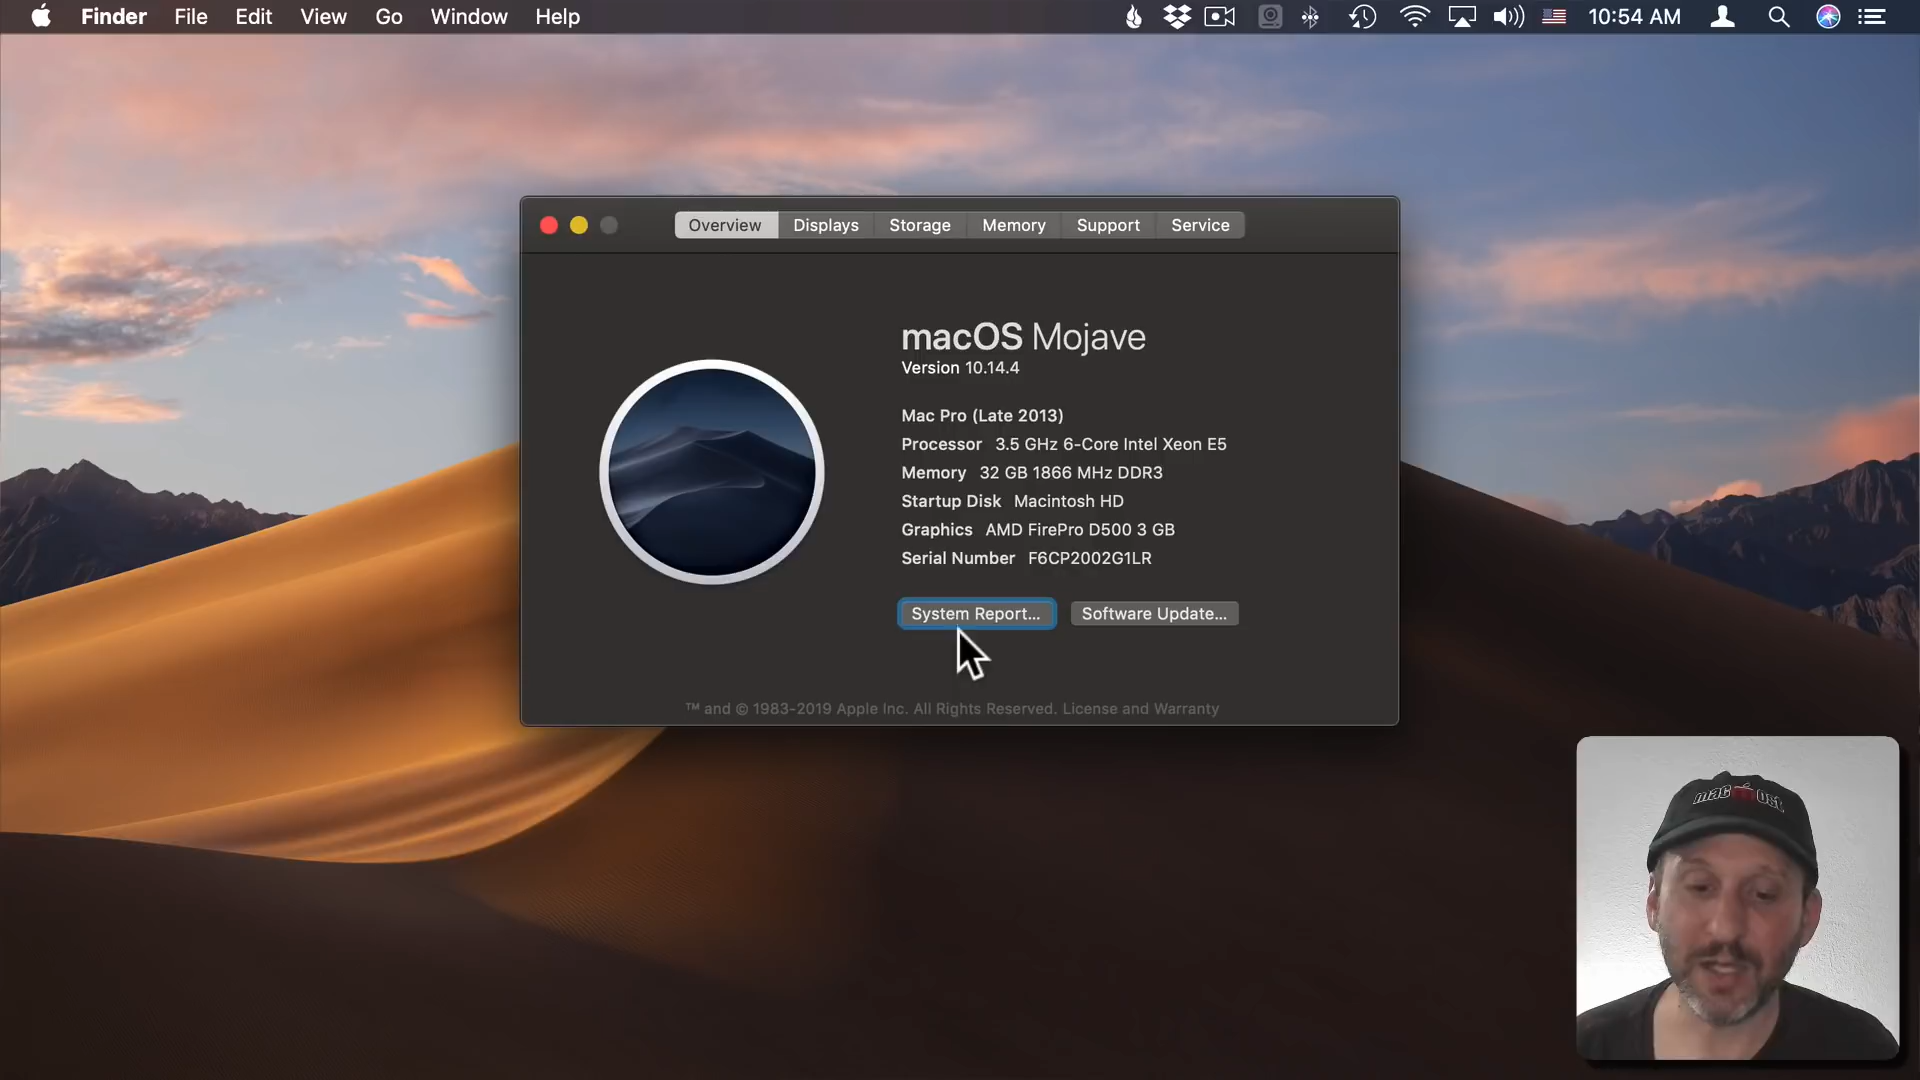 Finder File Edit View Go Window Help 10:54 AM
Overview Displays Storage Memory Support Service
macOS Mojave
Version 10.14.4
Mac Pro (Late 2013)
Processor 3.5 GHz 6-Core Intel Xeon E5
Memory 32 GB 1866 MHz DDR3
Startup Disk Macintosh HD
Graphics AMD FirePro D500 3 GB
Serial Number F6CP2002G1LR
System Report... Software Update...
™ and © 1983-2019 Apple Inc. All Rights Reserved. License and Warranty
mac ost